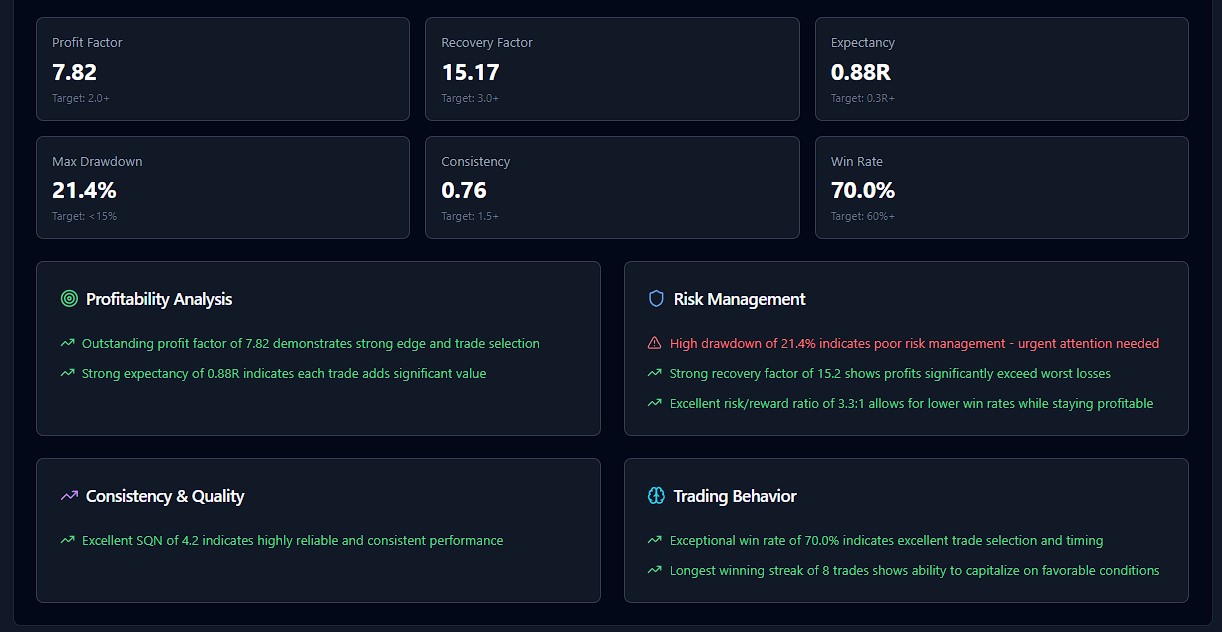 Profit Factor
7.82
Target: 2.0+
Recovery Factor
15.17
Target: 3.0+
Expectancy
0.88R
Target: 0.3R+
Max Drawdown
21.4%
Target: <15%
Consistency
0.76
Target: 1.5+
Win Rate
70.0%
Target: 60%+
Profitability Analysis
Outstanding profit factor of 7.82 demonstrates strong edge and trade selection
Strong expectancy of 0.88R indicates each trade adds significant value
Risk Management
High drawdown of 21.4% indicates poor risk management - urgent attention needed
Strong recovery factor of 15.2 shows profits significantly exceed worst losses
Excellent risk/reward ratio of 3.3:1 allows for lower win rates while staying profitable
Consistency & Quality
Excellent SQN of 4.2 indicates highly reliable and consistent performance
Trading Behavior
Exceptional win rate of 70.0% indicates excellent trade selection and timing
Longest winning streak of 8 trades shows ability to capitalize on favorable conditions